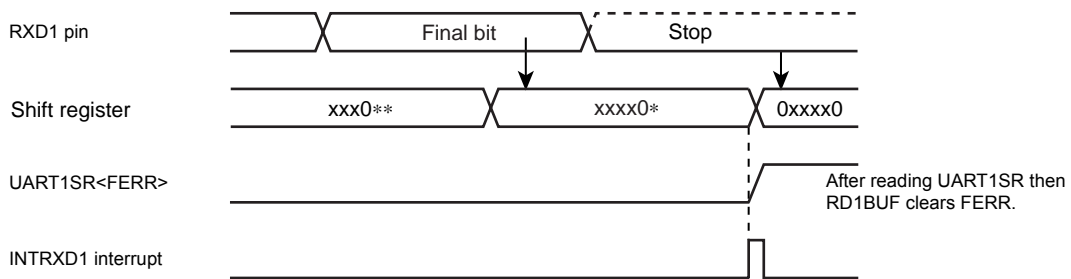 RXD1 pin
Final bit
Stop
Shift register
xxx0**
xxxx0*
0xxxx0
UART1SR<FERR>
After reading UART1SR then
RD1BUF clears FERR.
INTRXD1 interrupt